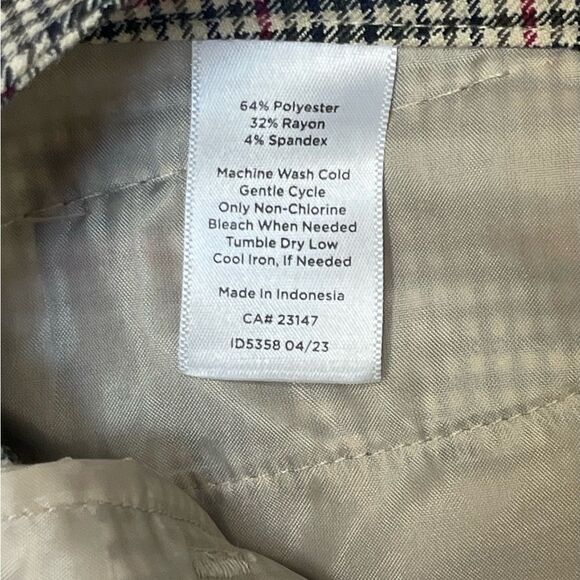 64% Polyester
32% Rayon
4% Spandex
Machine Wash Cold
Gentle Cycle
Only Non-Chlorine
Bleach When Needed
Tumble Dry Low
Cool Iron, If Needed
Made In Indonesia
CA# 23147
ID5358 04/23